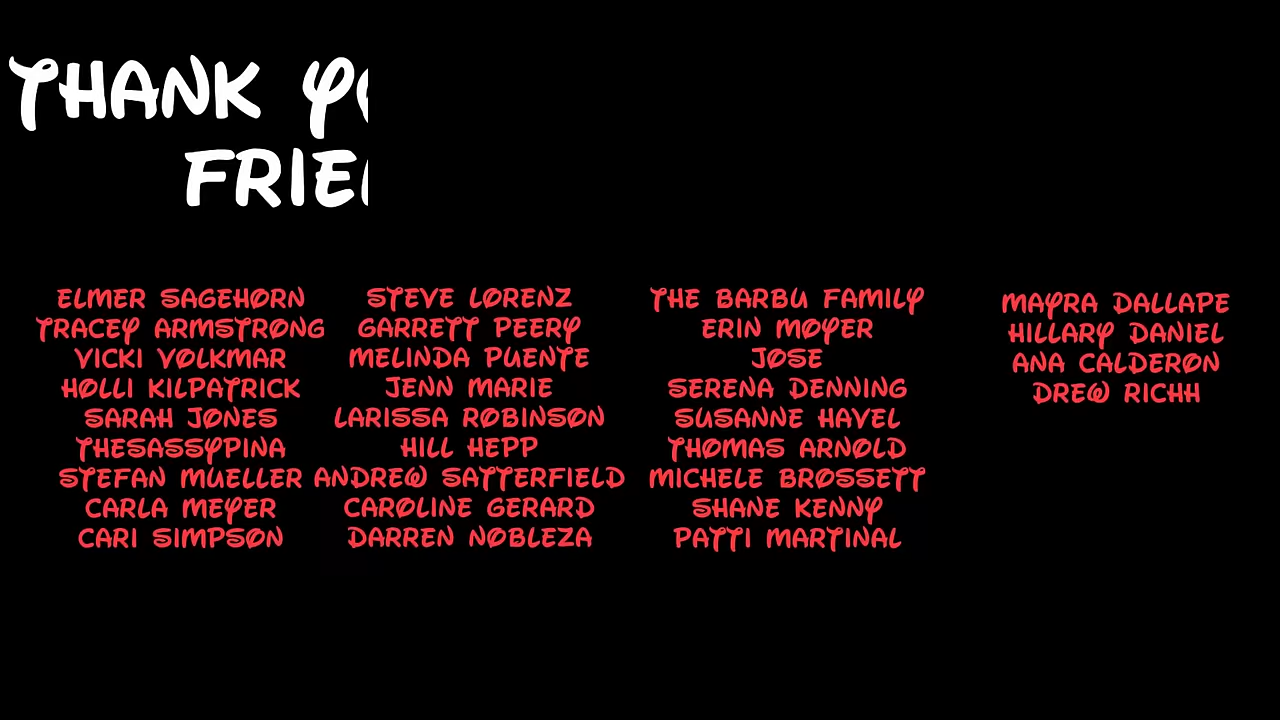 THANK YO
FRIE
ELMER SAGEHORN
TRACEY ARMSTRONG
VICKI VOLKMAR
HOLLI KILPATRICK
SARAH JONES
THESASSYPINA
STEFAN MUELLER
CARLA MEYER
CARI SIMPSON
STEVE LORENZ
GARRETT PEERY
MELINDA PUENTE
JENN MARIE
LARISSA ROBINSON
HILL HEPP
ANDREW SATTERFIELD
CAROLINE GERARD
DARREN NOBLEZA
THE BARBU FAMILY
ERIN MOYER
JOSE
SERENA DENNING
SUSANNE HAVEL
THOMAS ARNOLD
MICHELE BROSSETT
SHANE KENNY
PATTI MARTINAL
MAYRA DALLAPE
HILLARY DANIEL
ANA CALDERON
DREW RICHH